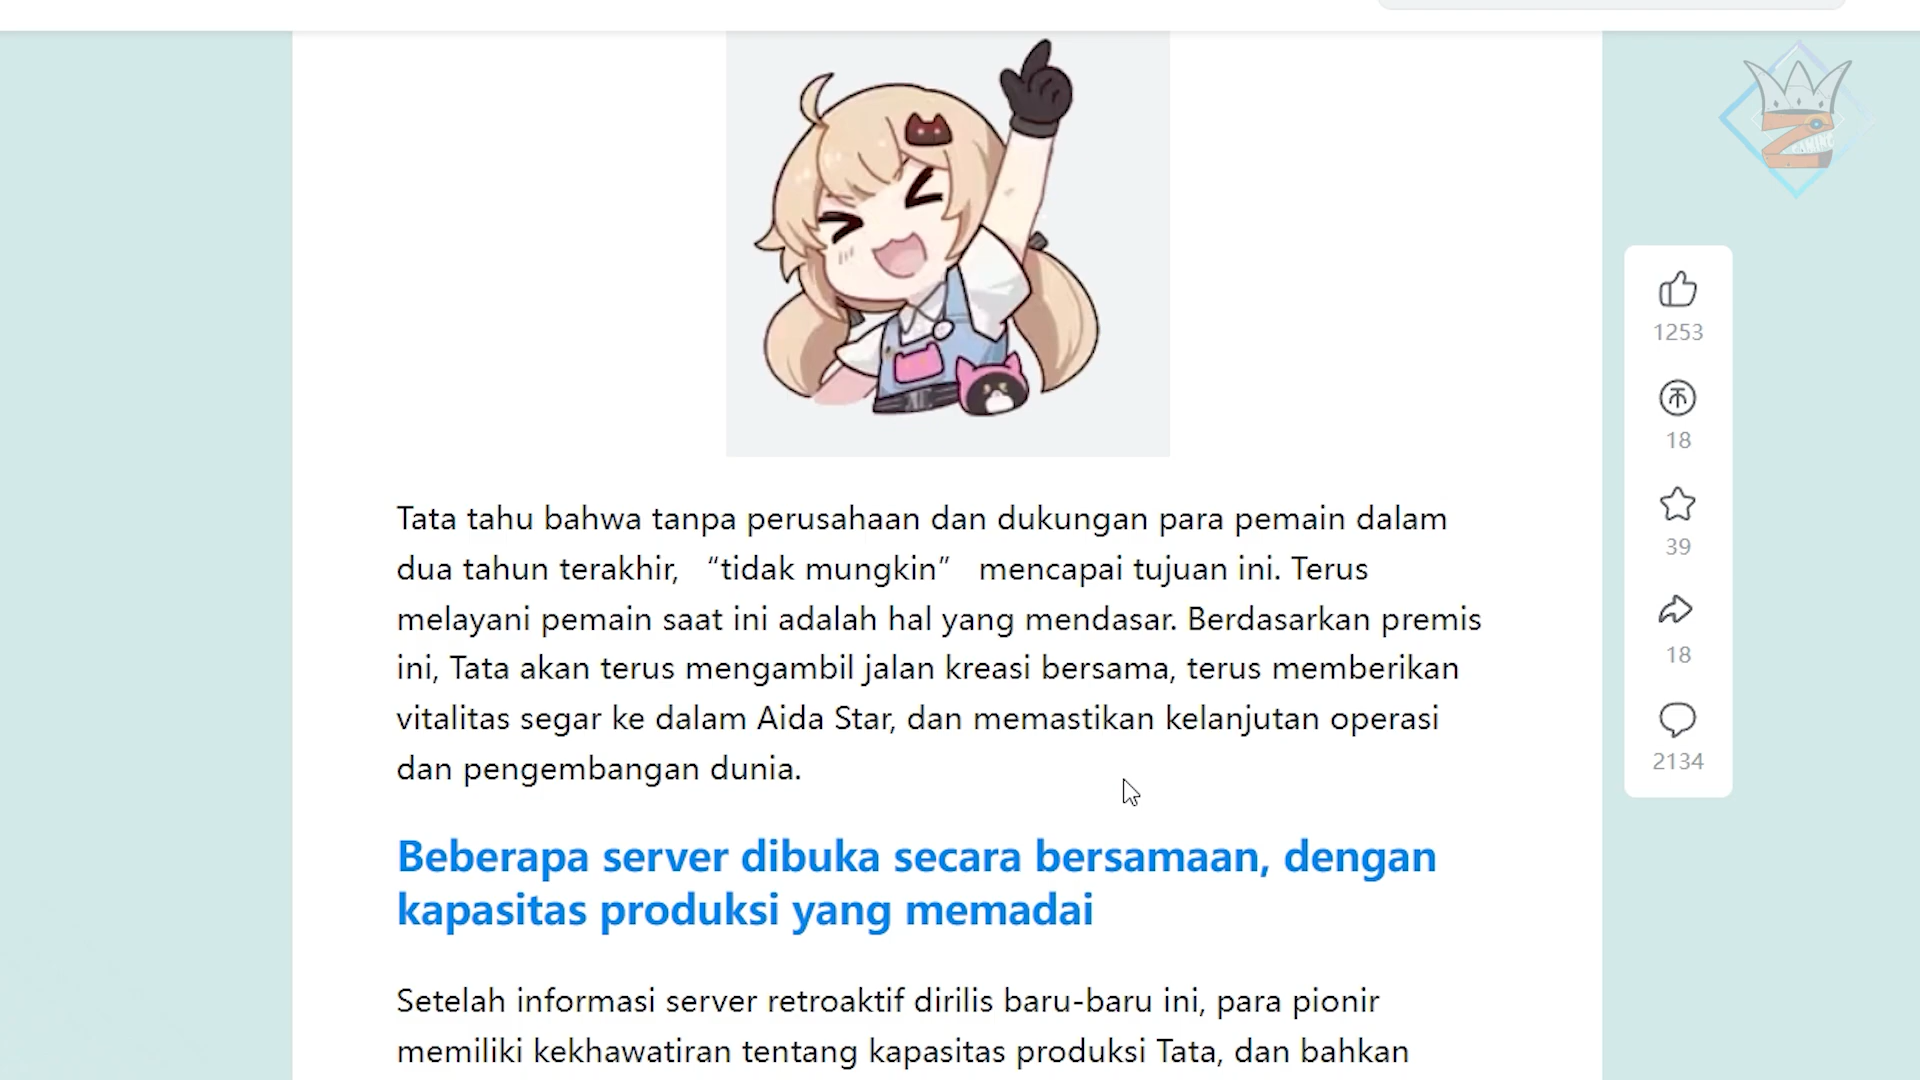 Z
GAMING
1253
18
39
18
2134
Tata tahu bahwa tanpa perusahaan dan dukungan para pemain dalam
dua tahun terakhir, “tidak mungkin” mencapai tujuan ini. Terus
melayani pemain saat ini adalah hal yang mendasar. Berdasarkan premis
ini, Tata akan terus mengambil jalan kreasi bersama, terus memberikan
vitalitas segar ke dalam Aida Star, dan memastikan kelanjutan operasi
dan pengembangan dunia.
Beberapa server dibuka secara bersamaan, dengan
kapasitas produksi yang memadai
Setelah informasi server retroaktif dirilis baru-baru ini, para pionir
memiliki kekhawatiran tentang kapasitas produksi Tata, dan bahkan